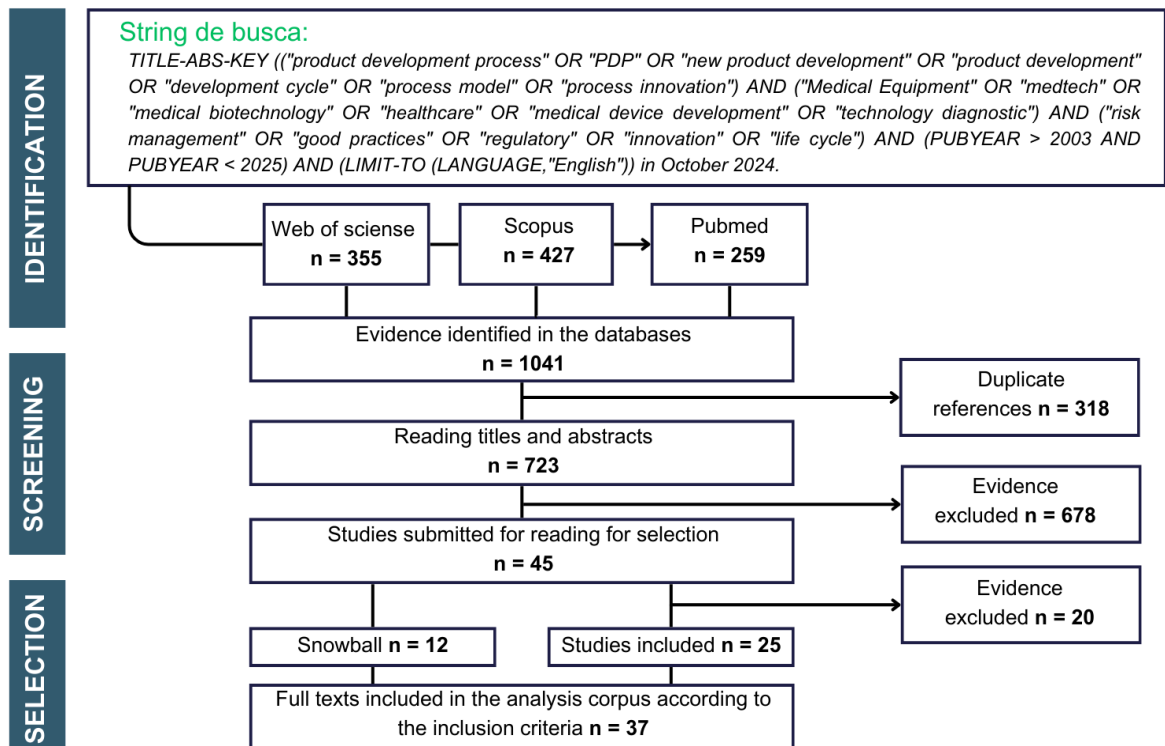 IDENTIFICATION
String de busca:
TITLE-ABS-KEY (("product development process" OR "PDP" OR "new product development" OR "product development"
OR "development cycle" OR "process model" OR "process innovation") AND ("Medical Equipment" OR "medtech" OR
"medical biotechnology" OR "healthcare" OR "medical device development" OR "technology diagnostic") AND ("risk
management" OR "good practices" OR "regulatory" OR "innovation" OR "life cycle") AND (PUBYEAR > 2003 AND
PUBYEAR < 2025) AND (LIMIT-TO (LANGUAGE,"English")) in October 2024.
Web of sciense
n = 355
Scopus
n = 427
Pubmed
n = 259
Evidence identified in the databases
n = 1041
SCREENING
Duplicate
references n = 318
Reading titles and abstracts
n = 723
Evidence
excluded n = 678
Studies submitted for reading for selection
n = 45
SELECTION
Evidence
excluded n = 20
Snowball n = 12
Studies included n = 25
Full texts included in the analysis corpus according to
the inclusion criteria n = 37